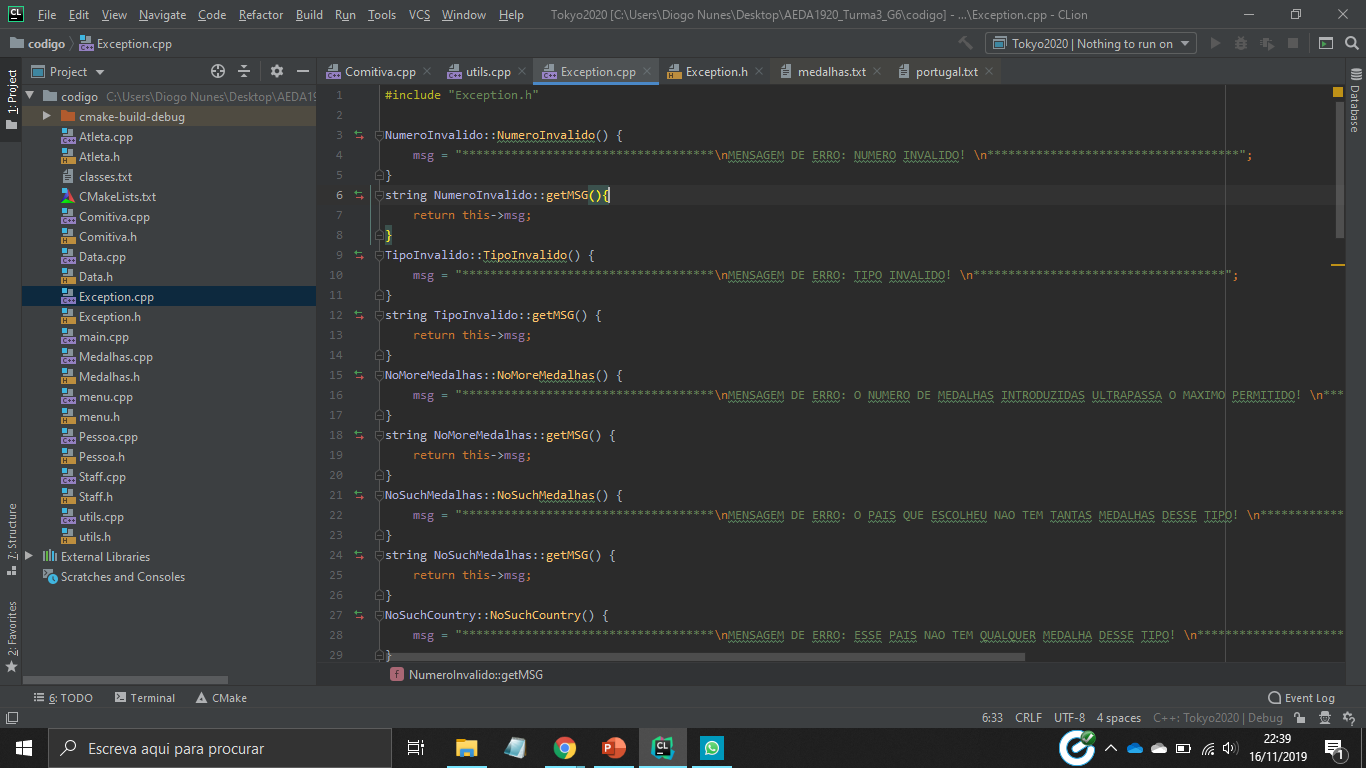 File Edit View Navigate Code Refactor Build Run Tools VCS Window Help Tokyo2020 [C:\Users\Diogo Nunes\Desktop\AEDA1920_Turma3_G6\codigo] - ...\Exception.cpp - CLion
codigo Exception.cpp Tokyo2020 | Nothing to run on
Project Comitiva.cpp utils.cpp Exception.cpp Exception.h medalhas.txt portugal.txt
1: Project
7: Structure
2: Favorites
Database
codigo C:\Users\Diogo Nunes\Desktop\AEDA19
cmake-build-debug
Atleta.cpp
Atleta.h
classes.txt
CMakeLists.txt
Comitiva.cpp
Comitiva.h
Data.cpp
Data.h
Exception.cpp
Exception.h
main.cpp
Medalhas.cpp
Medalhas.h
menu.cpp
menu.h
Pessoa.cpp
Pessoa.h
Staff.cpp
Staff.h
utils.cpp
utils.h
External Libraries
Scratches and Consoles
1 #include "Exception.h"
2
3 NumeroInvalido::NumeroInvalido() {
4 msg = "************************************\nMENSAGEM DE ERRO: NUMERO INVALIDO! \n************************************";
5 }
6 string NumeroInvalido::getMSG(){
7 return this->msg;
8 }
9 TipoInvalido::TipoInvalido() {
10 msg = "************************************\nMENSAGEM DE ERRO: TIPO INVALIDO! \n************************************";
11 }
12 string TipoInvalido::getMSG() {
13 return this->msg;
14 }
15 NoMoreMedalhas::NoMoreMedalhas() {
16 msg = "************************************\nMENSAGEM DE ERRO: O NUMERO DE MEDALHAS INTRODUZIDAS ULTRAPASSA O MAXIMO PERMITIDO! \n***
17 }
18 string NoMoreMedalhas::getMSG() {
19 return this->msg;
20 }
21 NoSuchMedalhas::NoSuchMedalhas() {
22 msg = "************************************\nMENSAGEM DE ERRO: O PAIS QUE ESCOLHEU NAO TEM TANTAS MEDALHAS DESSE TIPO! \n************
23 }
24 string NoSuchMedalhas::getMSG() {
25 return this->msg;
26 }
27 NoSuchCountry::NoSuchCountry() {
28 msg = "************************************\nMENSAGEM DE ERRO: ESSE PAIS NAO TEM QUALQUER MEDALHA DESSE TIPO! \n*********************
29 }
f NumeroInvalido::getMSG
6: TODO Terminal CMake Event Log
6:33 CRLF UTF-8 4 spaces C++: Tokyo2020 | Debug
Escreva aqui para procurar
22:39
16/11/2019
1